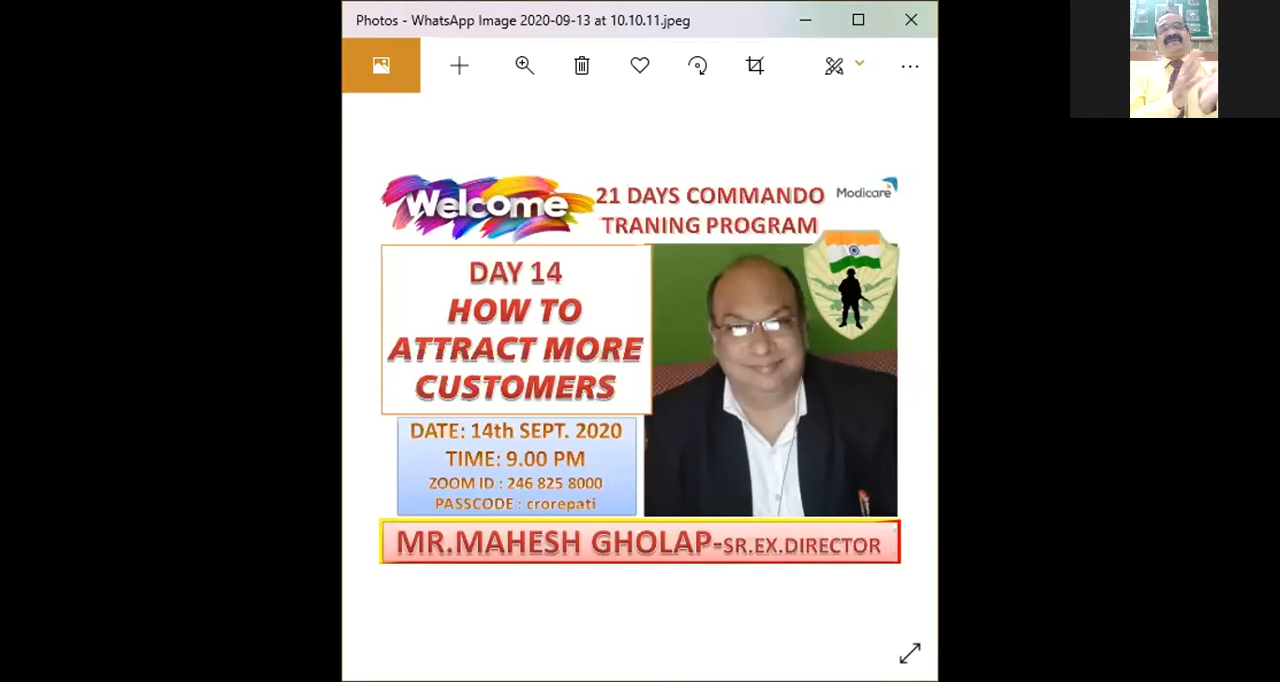 Photos - WhatsApp Image 2020-09-13 at 10.10.11.jpeg
Welcome
21 DAYS COMMANDO
TRANING PROGRAM
Modicare
DAY 14
HOW TO
ATTRACT MORE
CUSTOMERS
DATE: 14th SEPT. 2020
TIME: 9.00 PM
ZOOM ID : 246 825 8000
PASSCODE : crorepati
MR.MAHESH GHOLAP-SR.EX.DIRECTOR